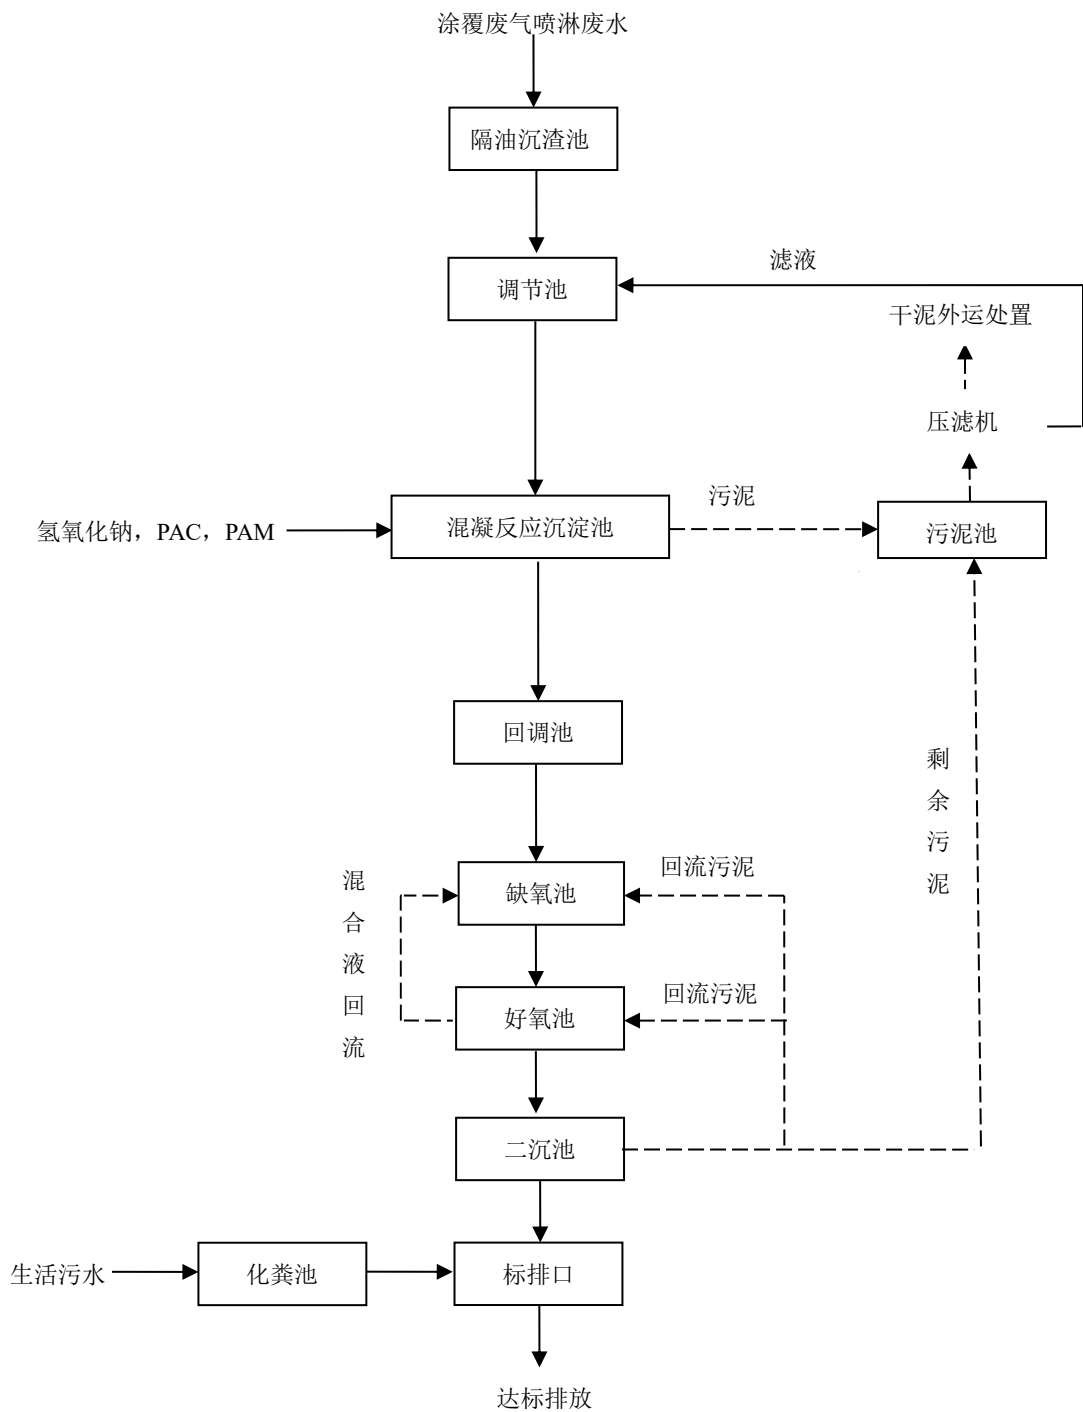 涂覆废气喷淋废水
隔油沉渣池
滤液
调节池
干泥外运处置
压滤机
污泥
氢氧化钠，PAC，PAM
混凝反应沉淀池
污泥池
回调池
剩余污泥
混合液回流
回流污泥
缺氧池
回流污泥
好氧池
二沉池
生活污水
化粪池
标排口
达标排放